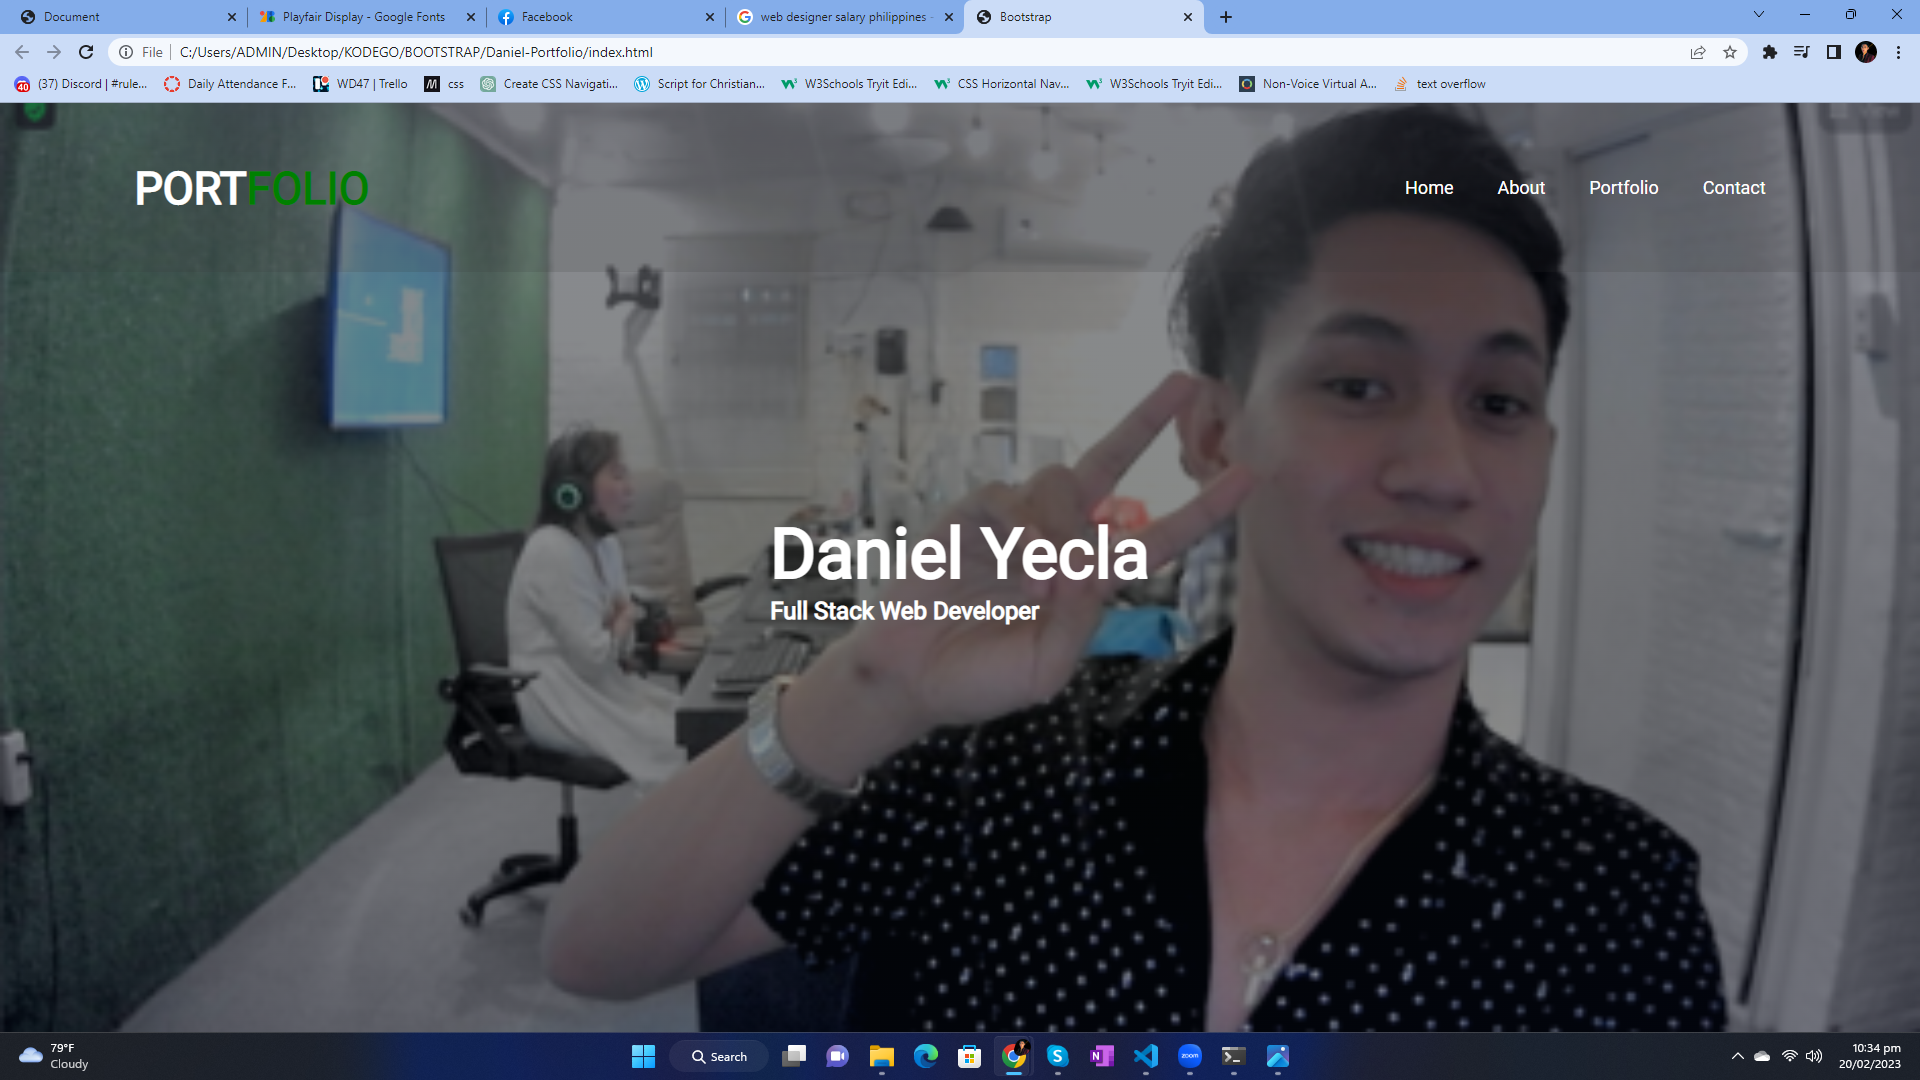 Document
Playfair Display - Google Fonts
Facebook
web designer salary philippines -
Bootstrap
File
C:/Users/ADMIN/Desktop/KODEGO/BOOTSTRAP/Daniel-Portfolio/index.html
40
(37) Discord | #rule...
Daily Attendance F...
WD47 | Trello
M
css
Create CSS Navigati...
Script for Christian...
W3Schools Tryit Edi...
CSS Horizontal Nav...
W3Schools Tryit Edi...
Non-Voice Virtual A...
text overflow
PORTFOLIO
Home
About
Portfolio
Contact
Daniel Yecla
Full Stack Web Developer
79°F
Cloudy
Search
zoom
10:34 pm
20/02/2023